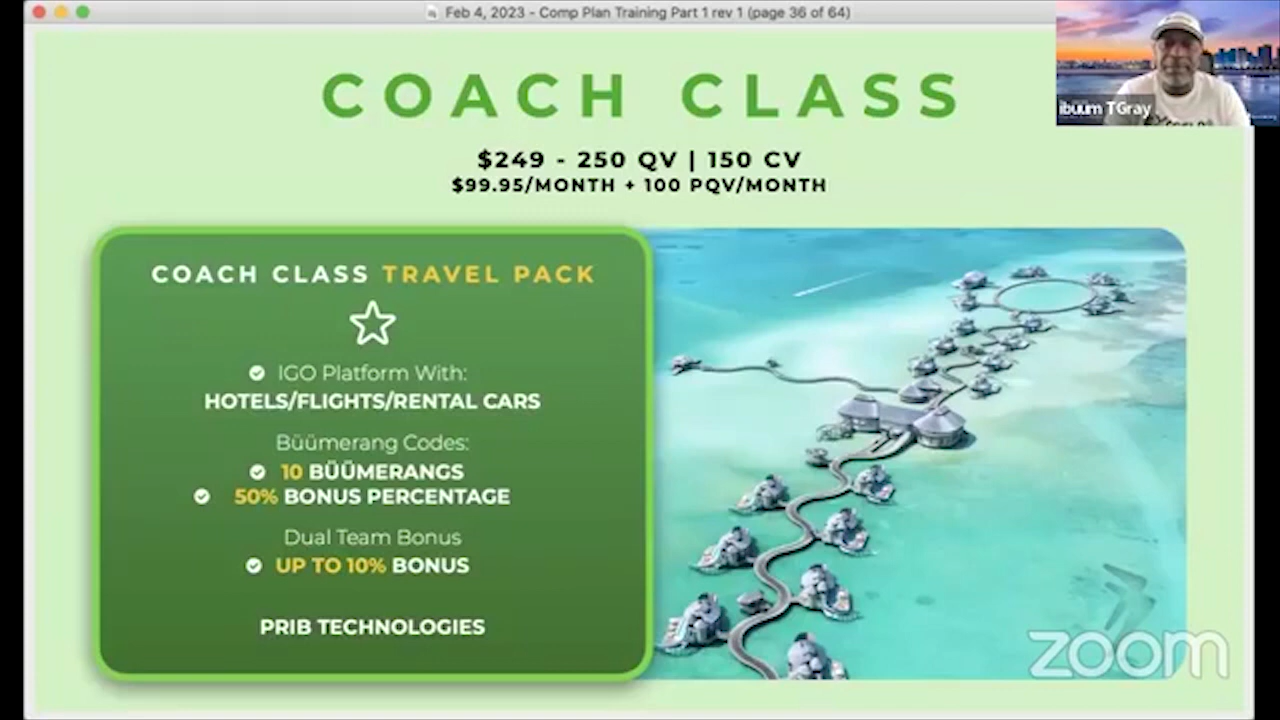 Feb 4, 2023 - Comp Plan Training Part 1 rev 1 (page 36 of 64)
ibuum TGray
COACH CLASS
$249 - 250 QV | 150 CV
$99.95/MONTH + 100 PQV/MONTH
COACH CLASS TRAVEL PACK
IGO Platform With:
HOTELS/FLIGHTS/RENTAL CARS
Büümerang Codes:
10 BÜÜMERANGS
50% BONUS PERCENTAGE
Dual Team Bonus
UP TO 10% BONUS
PRIB TECHNOLOGIES
zoom